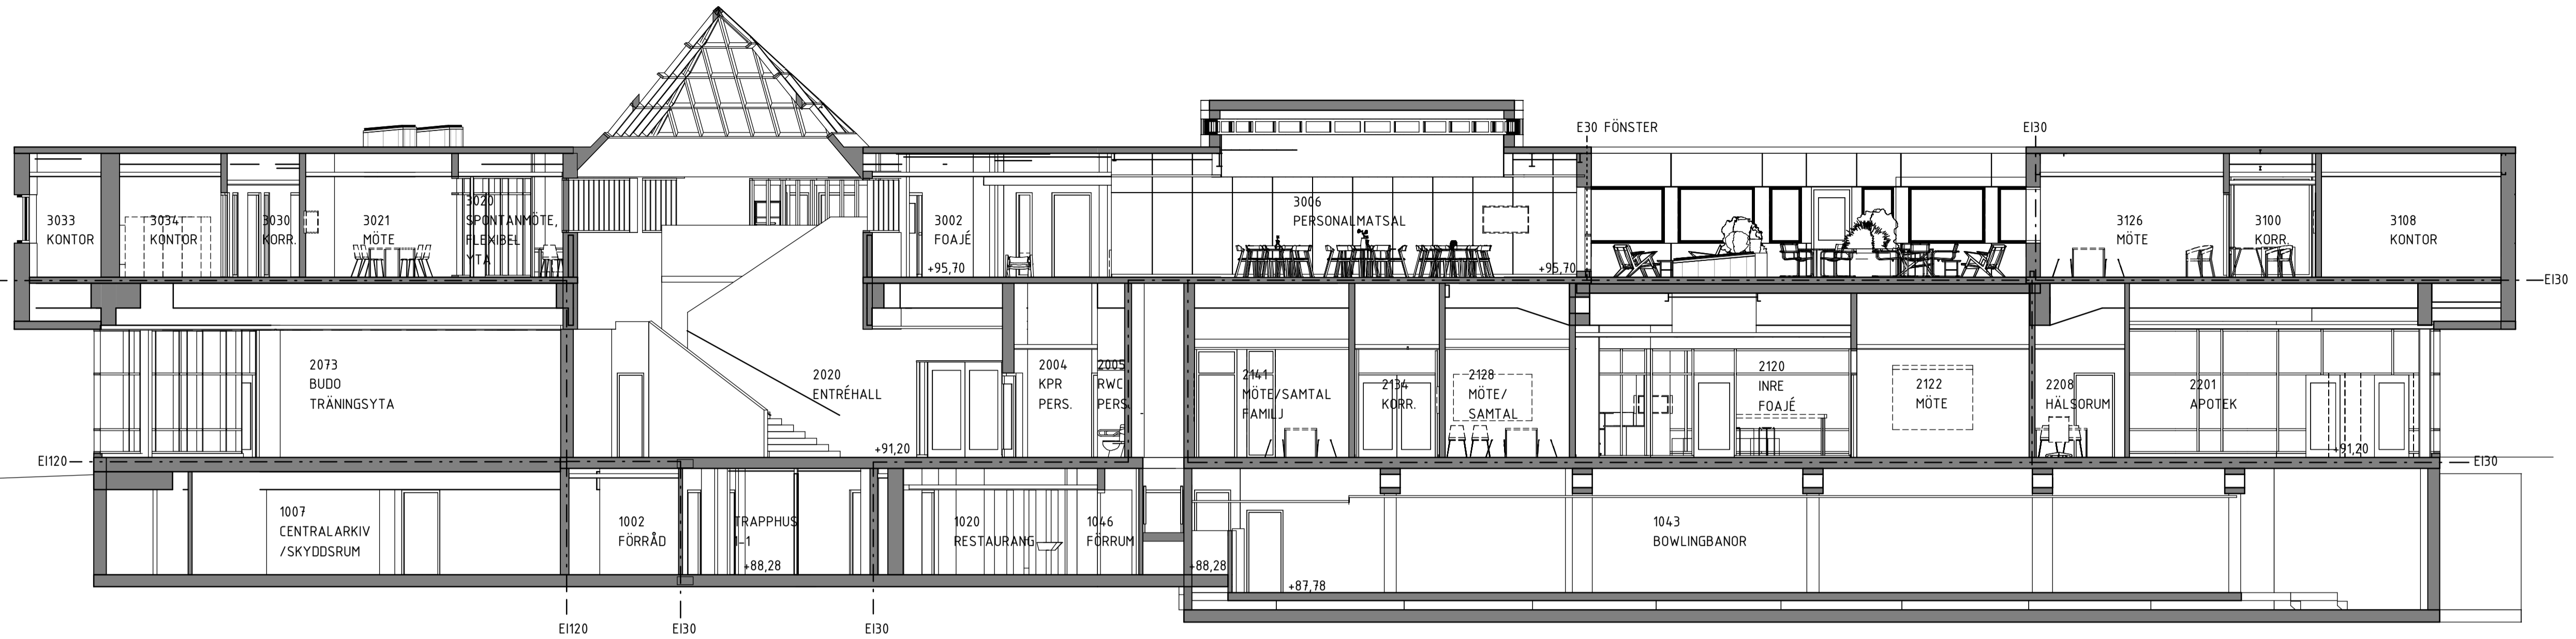 E30 FÖNSTER
EI30
3033
KONTOR
3034
KONTOR
3030
KORR.
3021
MÖTE
3020
SPONTANMÖTE,
FLEXIBEL
YTA
3002
FOAJÉ
+95,70
3006
PERSONALMATSAL
+95,70
3126
MÖTE
3100
KORR.
3108
KONTOR
EI30
2073
BUDO
TRÄNINGSYTA
2020
ENTRÉHALL
+91,20
2004
KPR
PERS.
2005
RWC
PERS.
2141
MÖTE/SAMTAL
FAMILJ
2134
KORR.
2128
MÖTE/
SAMTAL
2120
INRE
FOAJÉ
2122
MÖTE
2208
HÄLSORUM
2201
APOTEK
+91,20
EI120
EI30
1007
CENTRALARKIV
/SKYDDSRUM
1002
FÖRRÅD
TRAPPHUS
I-1
+88,28
1020
RESTAURANG
1046
FÖRRUM
+88,28
1043
BOWLINGBANOR
+87,78
EI120
EI30
EI30